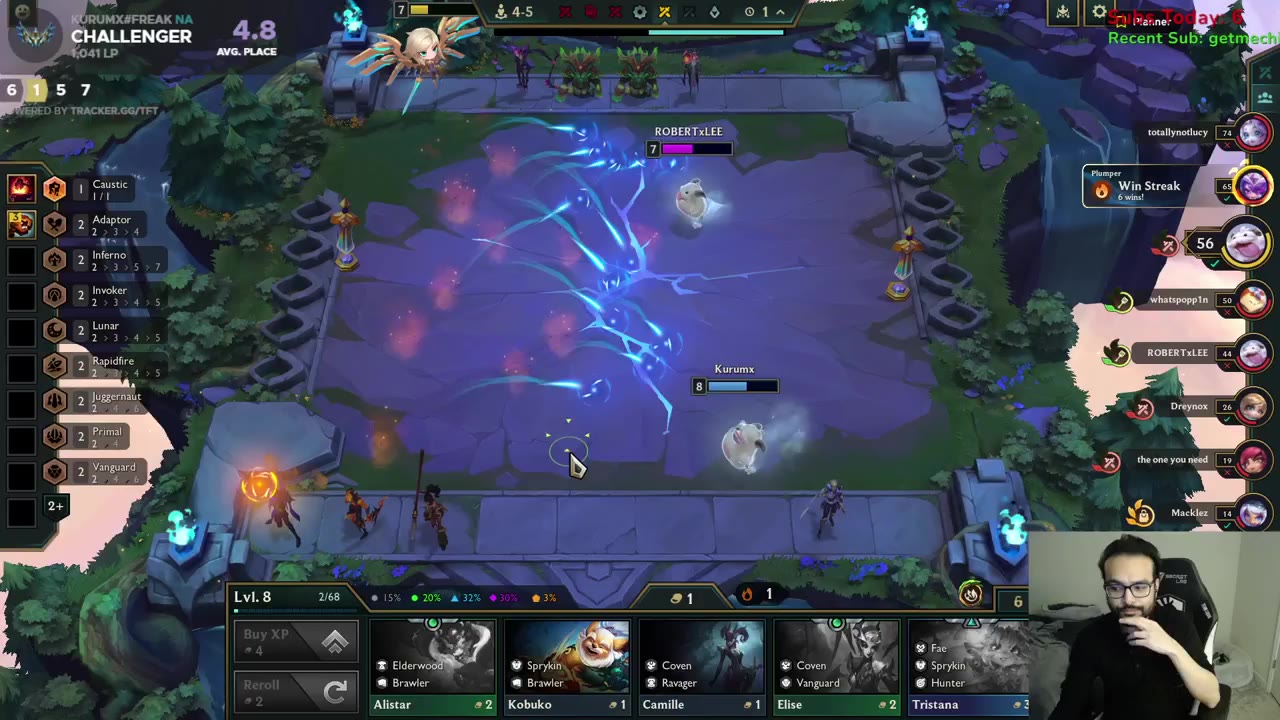 KURUMX#FREAK NA
CHALLENGER
1,041 LP
4.8
AVG. PLACE
6 1 5 7
WERED BY TRACKER.GG/TFT
7
4-5
1
Planner
Subs Today: 6
Recent Sub: getmech
1 Caustic
1 / 1
2 Adaptor
2 > 3 > 4
2 Inferno
2 > 3 > 5 > 7
2 Invoker
2 > 3 > 4 > 5
2 Lunar
2 > 3 > 4 > 5
2 Rapidfire
2 > 3 > 4 > 5
2 Juggernaut
2 > 4 > 6
2 Primal
2 > 4
2 Vanguard
2 > 4 > 6
2+
ROBERTxLEE
7
Kurumx
8
totallynotlucy 74
Plumper
Win Streak
6 wins!
65
56
whatspopp1n 50
ROBERTxLEE 44
Dreynox 26
the one you need 19
Macklez 14
Lvl. 8 2/68 15% 20% 32% 30% 3%
1
1
6
Buy XP
4
Reroll
2
Elderwood
Brawler
Alistar 2
Sprykin
Brawler
Kobuko 1
Coven
Ravager
Camille 1
Coven
Vanguard
Elise 2
Fae
Sprykin
Hunter
Tristana 3
SECRET LAB